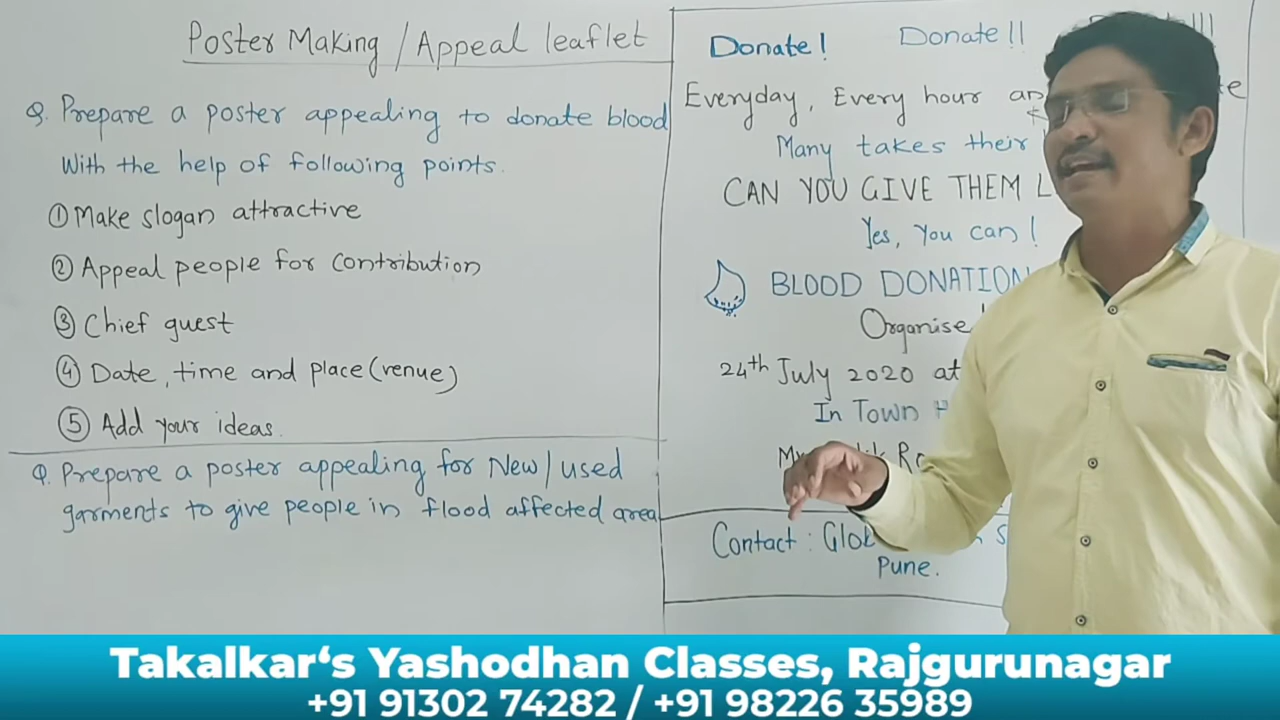 Poster Making / Appeal leaflet
Q. Prepare a poster appealing to donate blood
With the help of following points.
① Make slogan attractive
② Appeal people for contribution
③ Chief guest
④ Date, time and place (venue)
⑤ Add your ideas.
Q. Prepare a poster appealing for New/used
garments to give people in flood affected area
Donate! Donate!!
Everyday, Every hour
Many takes their
CAN YOU GIVE THEM
Yes, You can!
BLOOD DONATION
Organise
24th July 2020 at
In Town
Contact :
Pune.
Takalkar‘s Yashodhan Classes, Rajgurunagar
+91 91302 74282 / +91 98226 35989